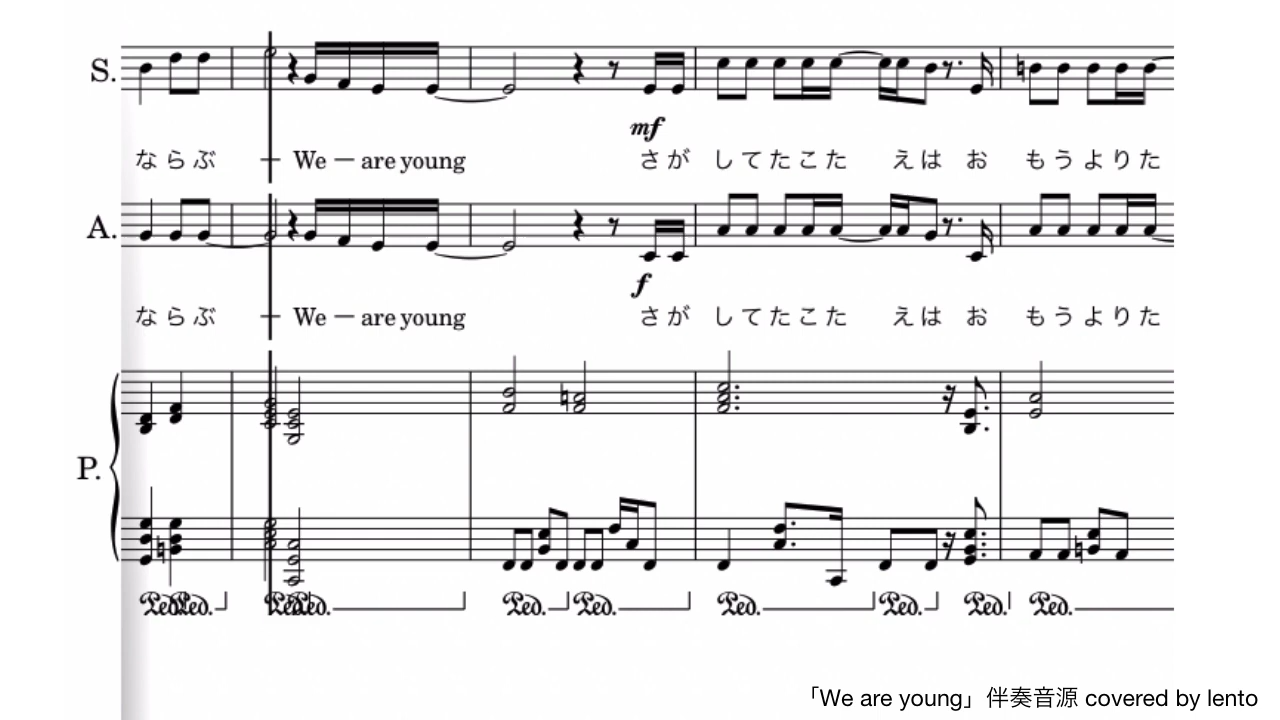 S.
mf
な ら ぶ ー We ー are young さ が し て た こ た え は お も う よ り た
A.
f
な ら ぶ ー We ー are young さ が し て た こ た え は お も う よ り た
P.
Ped. Ped. Ped. Ped. Ped. Ped. Ped. Ped. Ped. Ped. Ped.
「We are young」伴奏音源 covered by lento